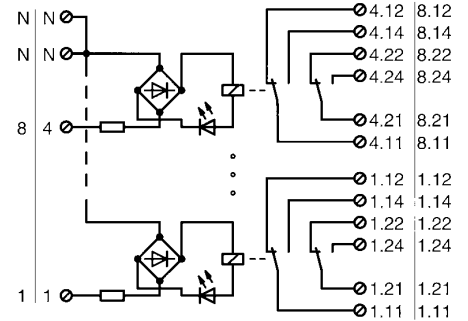 N | N
N | N
8 | 4
1 | 1
4.12 | 8.12
4.14 | 8.14
4.22 | 8.22
4.24 | 8.24
4.21 | 8.21
4.11 | 8.11
1.12 | 1.12
1.14 | 1.14
1.22 | 1.22
1.24 | 1.24
1.21 | 1.21
1.11 | 1.11